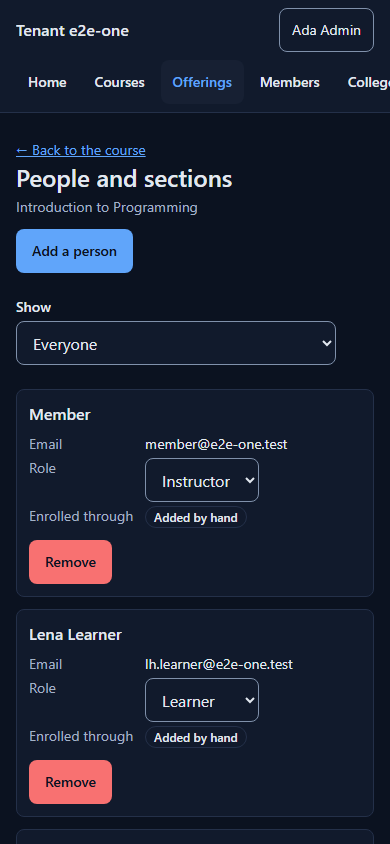 Tenant e2e-one
Ada Admin
Home Courses Offerings Members
← Back to the course
People and sections
Introduction to Programming
Add a person
Show
Everyone
Member
Email member@e2e-one.test
Role Instructor
Enrolled through Added by hand
Remove
Lena Learner
Email lh.learner@e2e-one.test
Role Learner
Enrolled through Added by hand
Remove